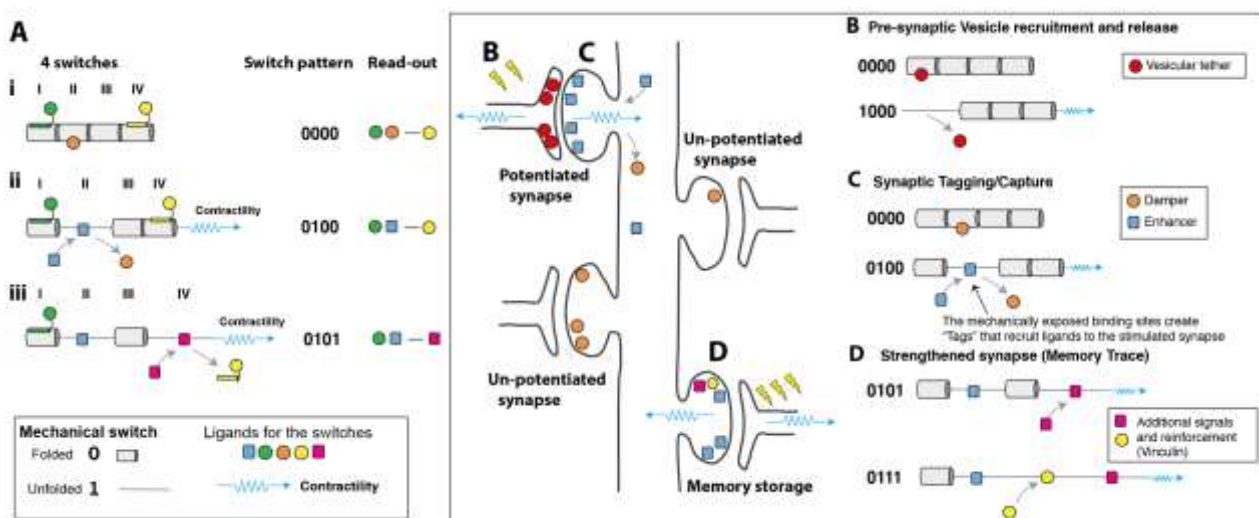 A
4 switches
Switch pattern
Read-out
i
I II III IV
0000
ii
I II III IV
Contractility
0100
iii
I II III IV
Contractility
0101
Mechanical switch
Folded 0
Unfolded 1
Ligands for the switches
Contractility
B
C
Potentiated
synapse
Un-potentiated
synapse
Un-potentiated
synapse
D
Memory storage
B Pre-synaptic Vesicle recruitment and release
0000
Vesicular tether
1000
C Synaptic Tagging/Capture
0000
Damper
Enhancer
0100
The mechanically exposed binding sites create
"Tags" that recruit ligands to the stimulated synapse
D Strengthened synapse (Memory Trace)
0101
Additional signals
and reinforcement
(Vinculin)
0111